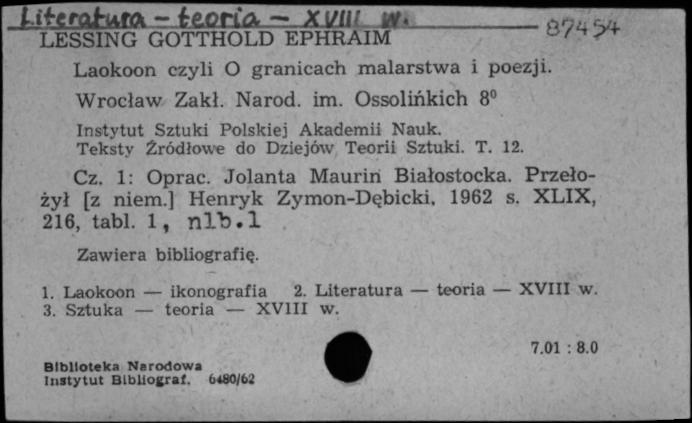 Literatura - teoria - XVIII w.
87454
LESSING GOTTHOLD EPHRAIM
Laokoon czyli O granicach malarstwa i poezji.
Wrocław Zakł. Narod. im. Ossolińkich 8⁰
Instytut Sztuki Polskiej Akademii Nauk.
Teksty Źródłowe do Dziejów Teorii Sztuki. T. 12.
Cz. 1: Oprac. Jolanta Maurin Białostocka. Przeło-
żył [z niem.] Henryk Zymon-Dębicki, 1962 s. XLIX,
216, tabl. 1, nlb.1
Zawiera bibliografię.
1. Laokoon — ikonografia 2. Literatura — teoria — XVIII w.
3. Sztuka — teoria — XVIII w.
7.01 : 8.0
Biblioteka Narodowa
Instytut Bibliograf. 6480/62